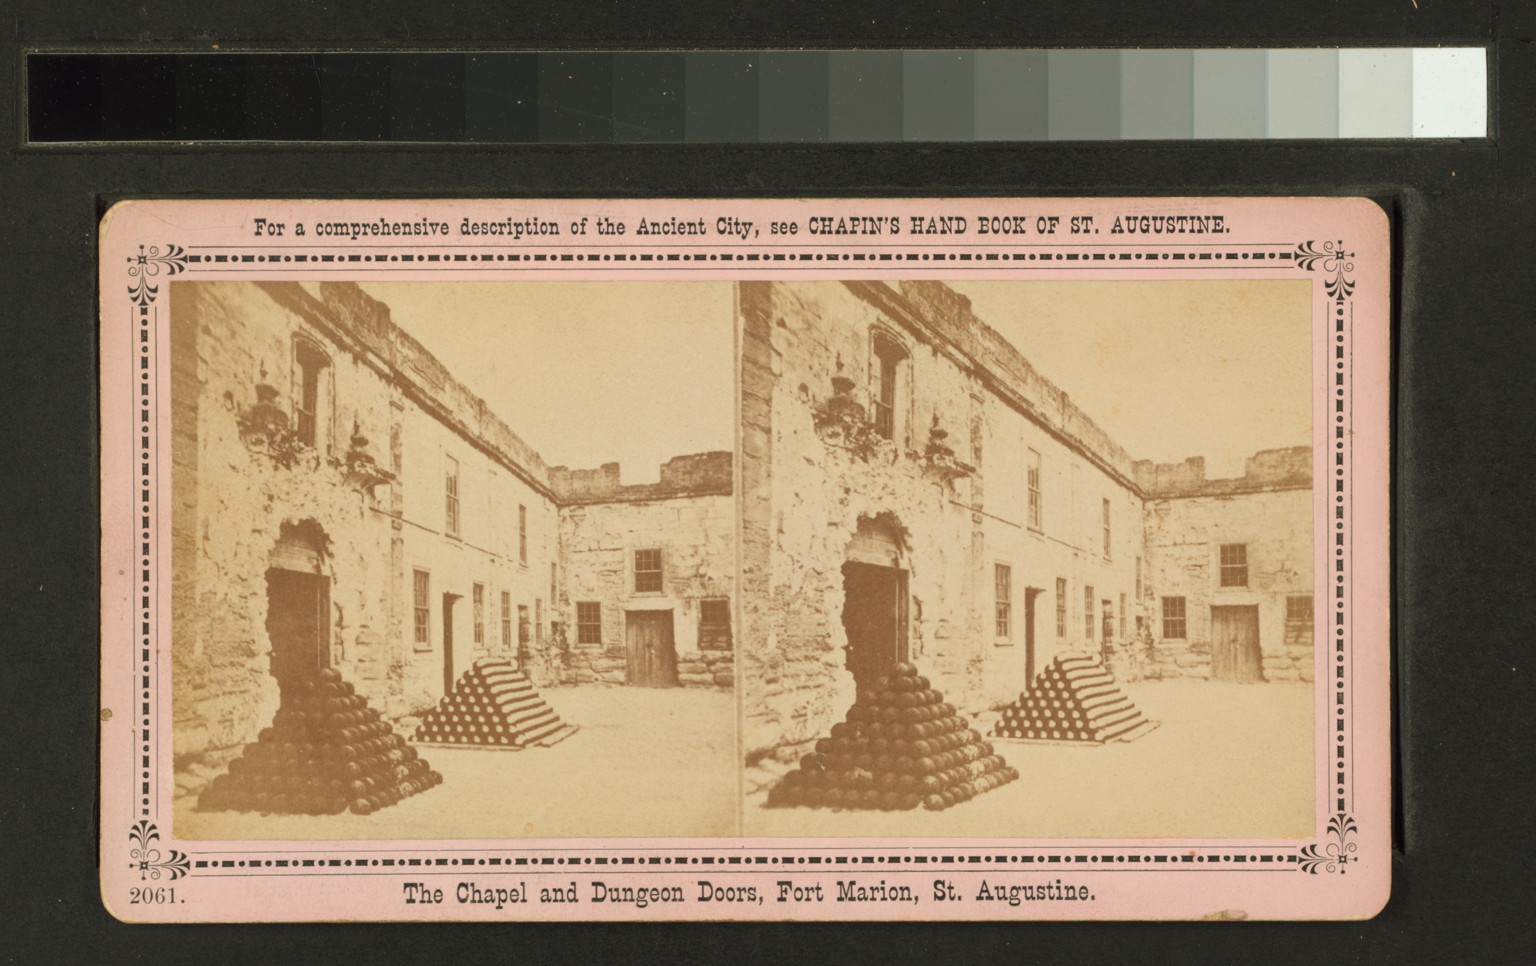 For a comprehensive description of the Ancient City, see CHAPIN'S HAND BOOK OF ST. AUGUSTINE.
2061.
The Chapel and Dungeon Doors, Fort Marion, St. Augustine.